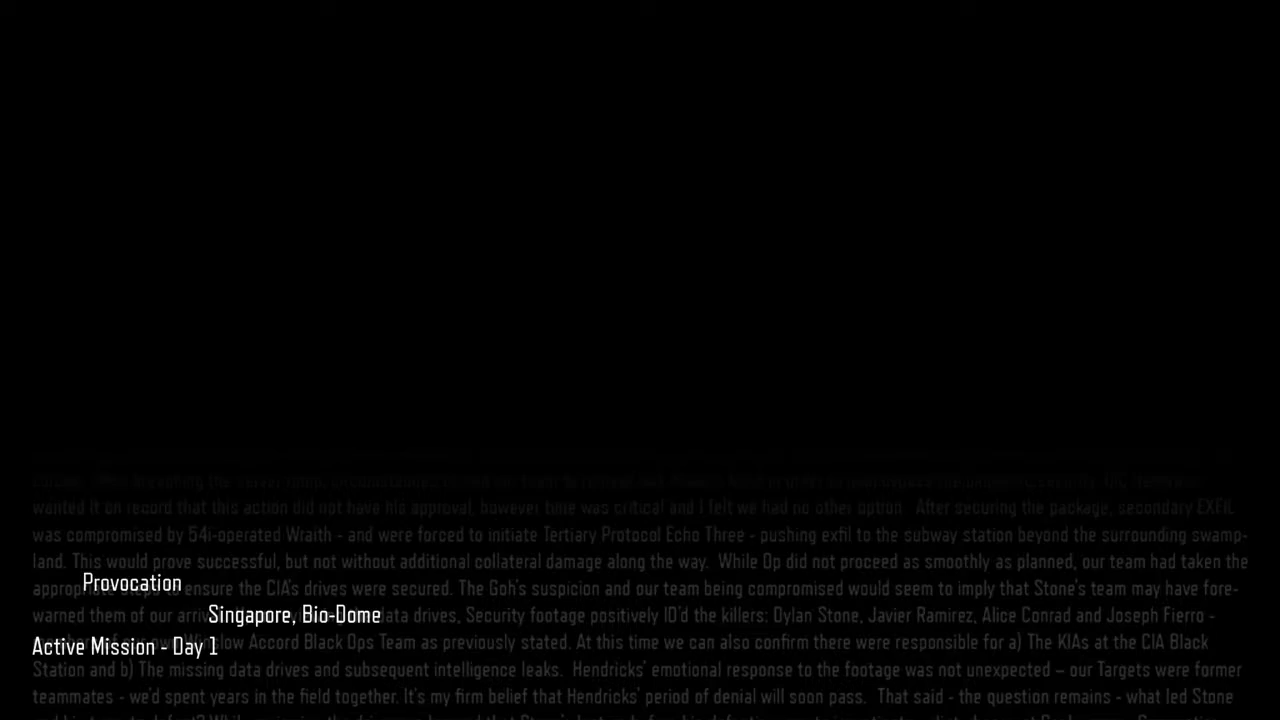 wanted it on record that this action did not have his approval, however time was critical and I felt we had no other option. After securing the package, secondary EXFIL
was compromised by 54i-operated Wraith - and were forced to initiate Tertiary Protocol Echo Three - pushing exfil to the subway station beyond the surrounding swamp-
land. This would prove successful, but not without additional collateral damage along the way. While Op did not proceed as smoothly as planned, our team had taken the
Provocation
ensure the CIA's drives were secured. The Goh's suspicion and our team being compromised would seem to imply that Stone's team may have fore-
Singapore, Bio-Dome
warned them of our data drives, Security footage positively ID'd the killers: Dylan Stone, Javier Ramirez, Alice Conrad and Joseph Fierro -
Active Mission - Day 1
Accord Black Ops Team as previously stated. At this time we can also confirm there were responsible for a) The KIAs at the CIA Black
Station and b) The missing data drives and subsequent intelligence leaks. Hendricks' emotional response to the footage was not unexpected – our Targets were former
teammates - we'd spent years in the field together. It's my firm belief that Hendricks' period of denial will soon pass. That said - the question remains - what led Stone